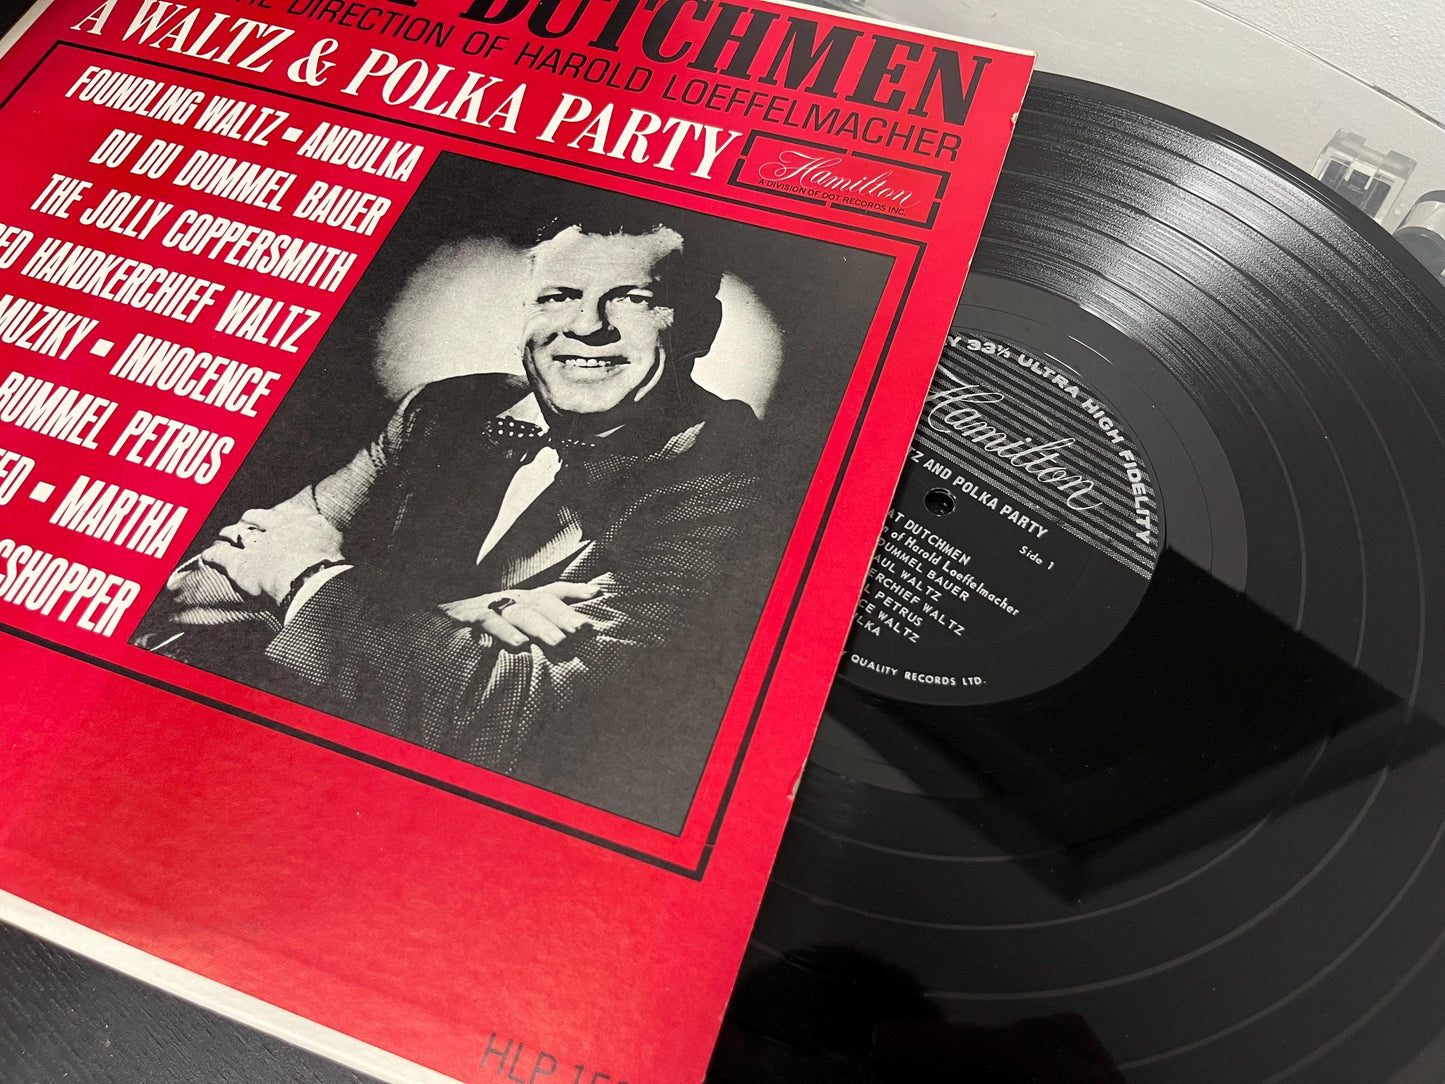 DUTCHMEN
DIRECTION OF HAROLD LOEFFELMACHER
A WALTZ & POLKA PARTY
Hamilton
A DIVISION OF DOT RECORDS INC.
FOUNDLING WALTZ - ANDULKA
DU DU DUMMEL BAUER
THE JOLLY COPPERSMITH
HANDKERCHIEF WALTZ
MUZIKY - INNOCENCE
RUMMEL PETRUS
- MARTHA
HLP
33⅓ ULTRA HIGH FIDELITY
Hamilton
AND POLKA PARTY
DUTCHMEN
Side 1
of Harold Loeffelmacher
DUMMEL BAUER
WALTZ
WALTZ
PETRUS
WALTZ
QUALITY RECORDS LTD.